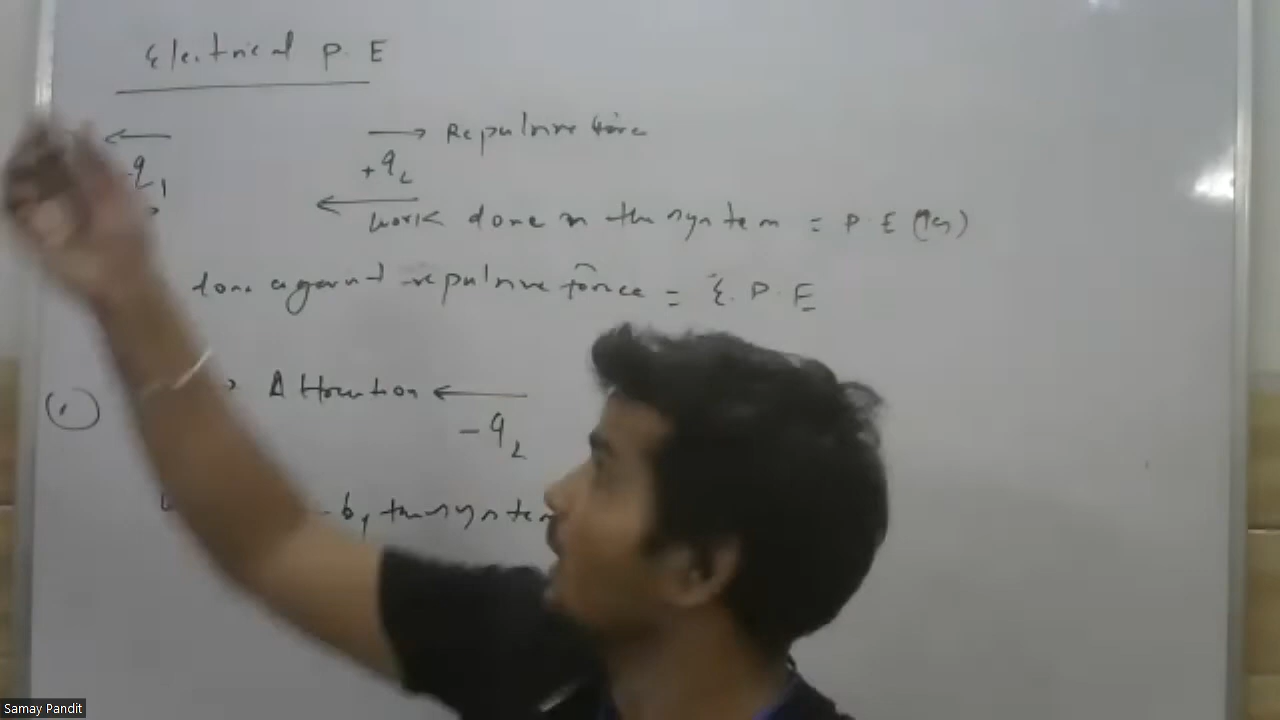 Electrical P.E
← → Repulsive force
q1 +q2
← work done on the system = P.E (
done against repulsive force = E.P.E
Attraction ←
-q2
by the system
Samay Pandit